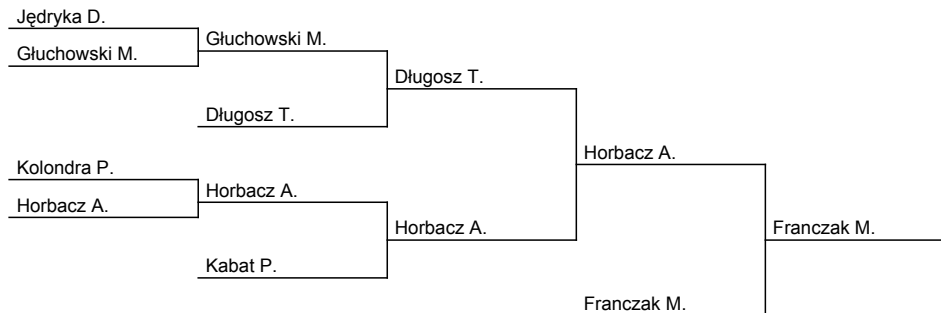 Jędryka D.
Głuchowski M.
Głuchowski M.
Długosz T.
Długosz T.
Kolondra P.
Horbacz A.
Horbacz A.
Kabat P.
Horbacz A.
Horbacz A.
Franczak M.
Franczak M.